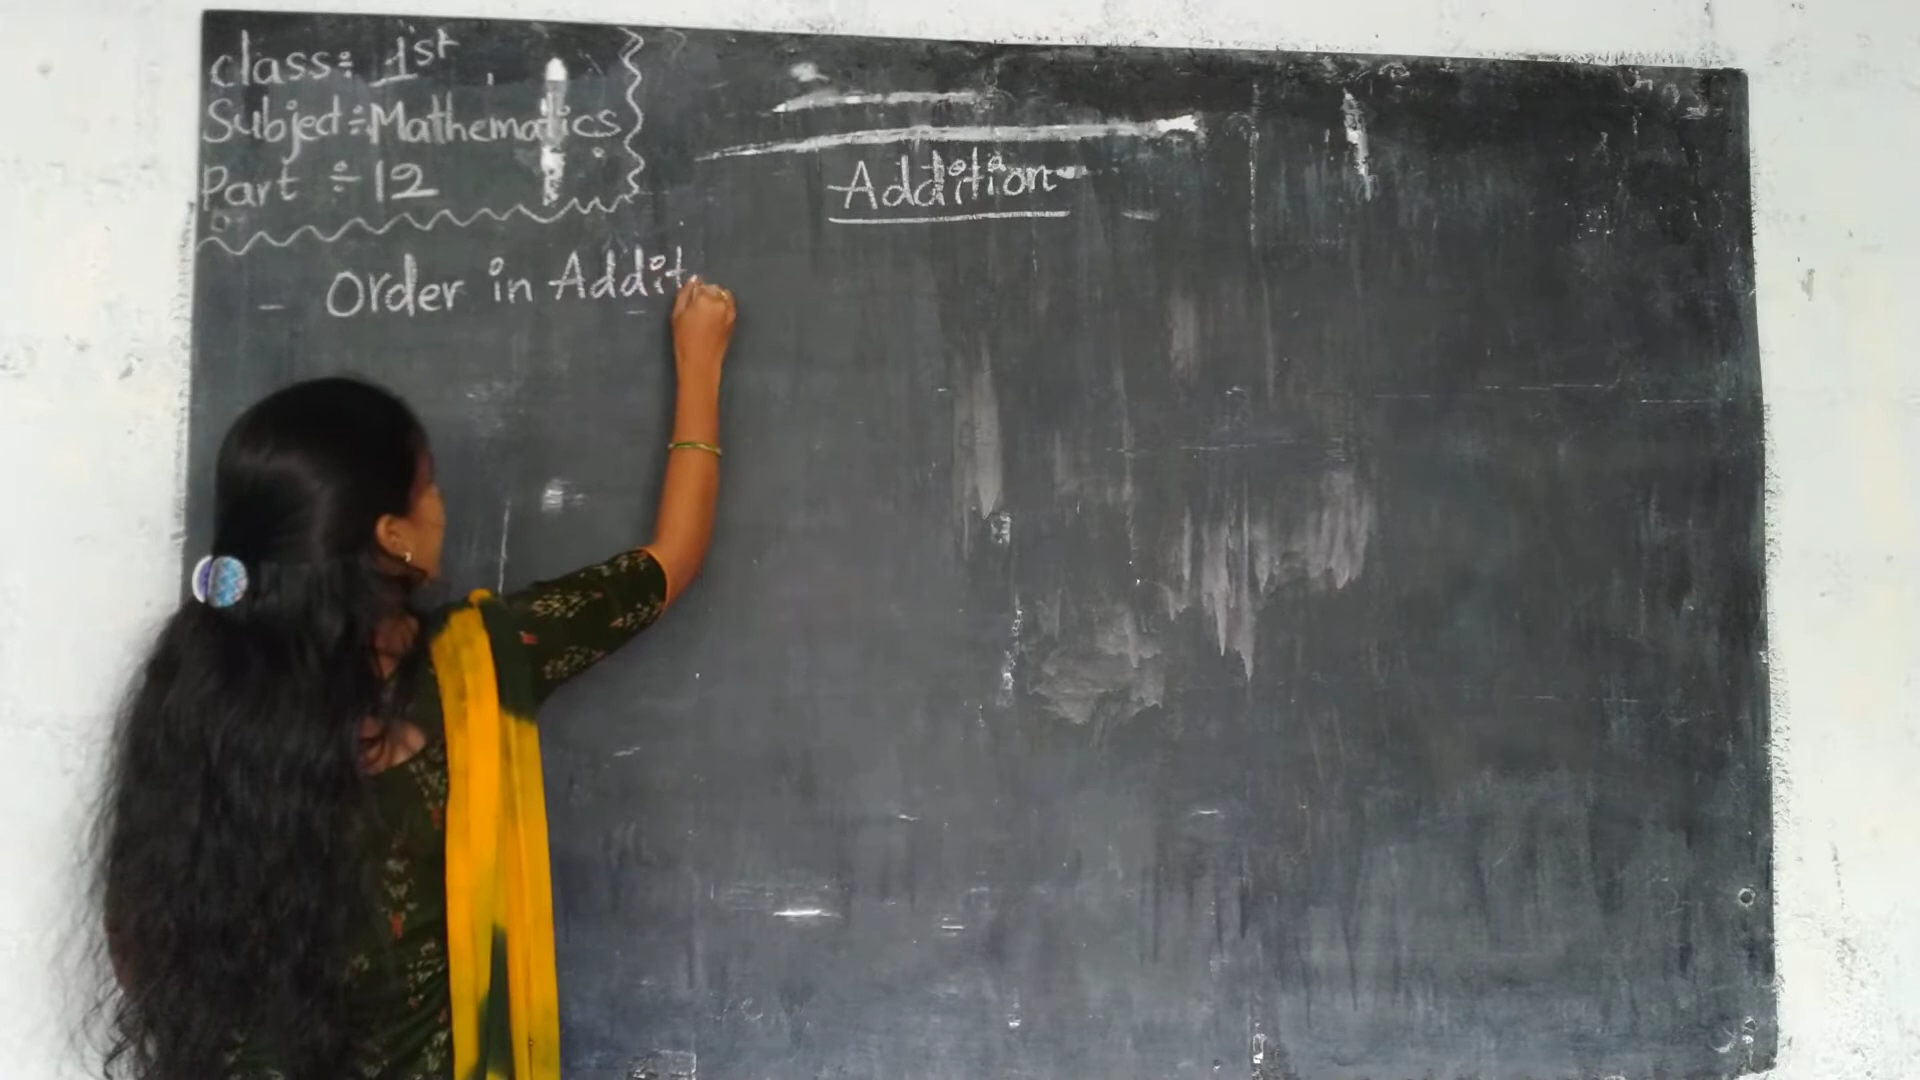 class÷ 1st
Subject÷Mathematics
Part ÷ 12
Addition
- Order in Addit